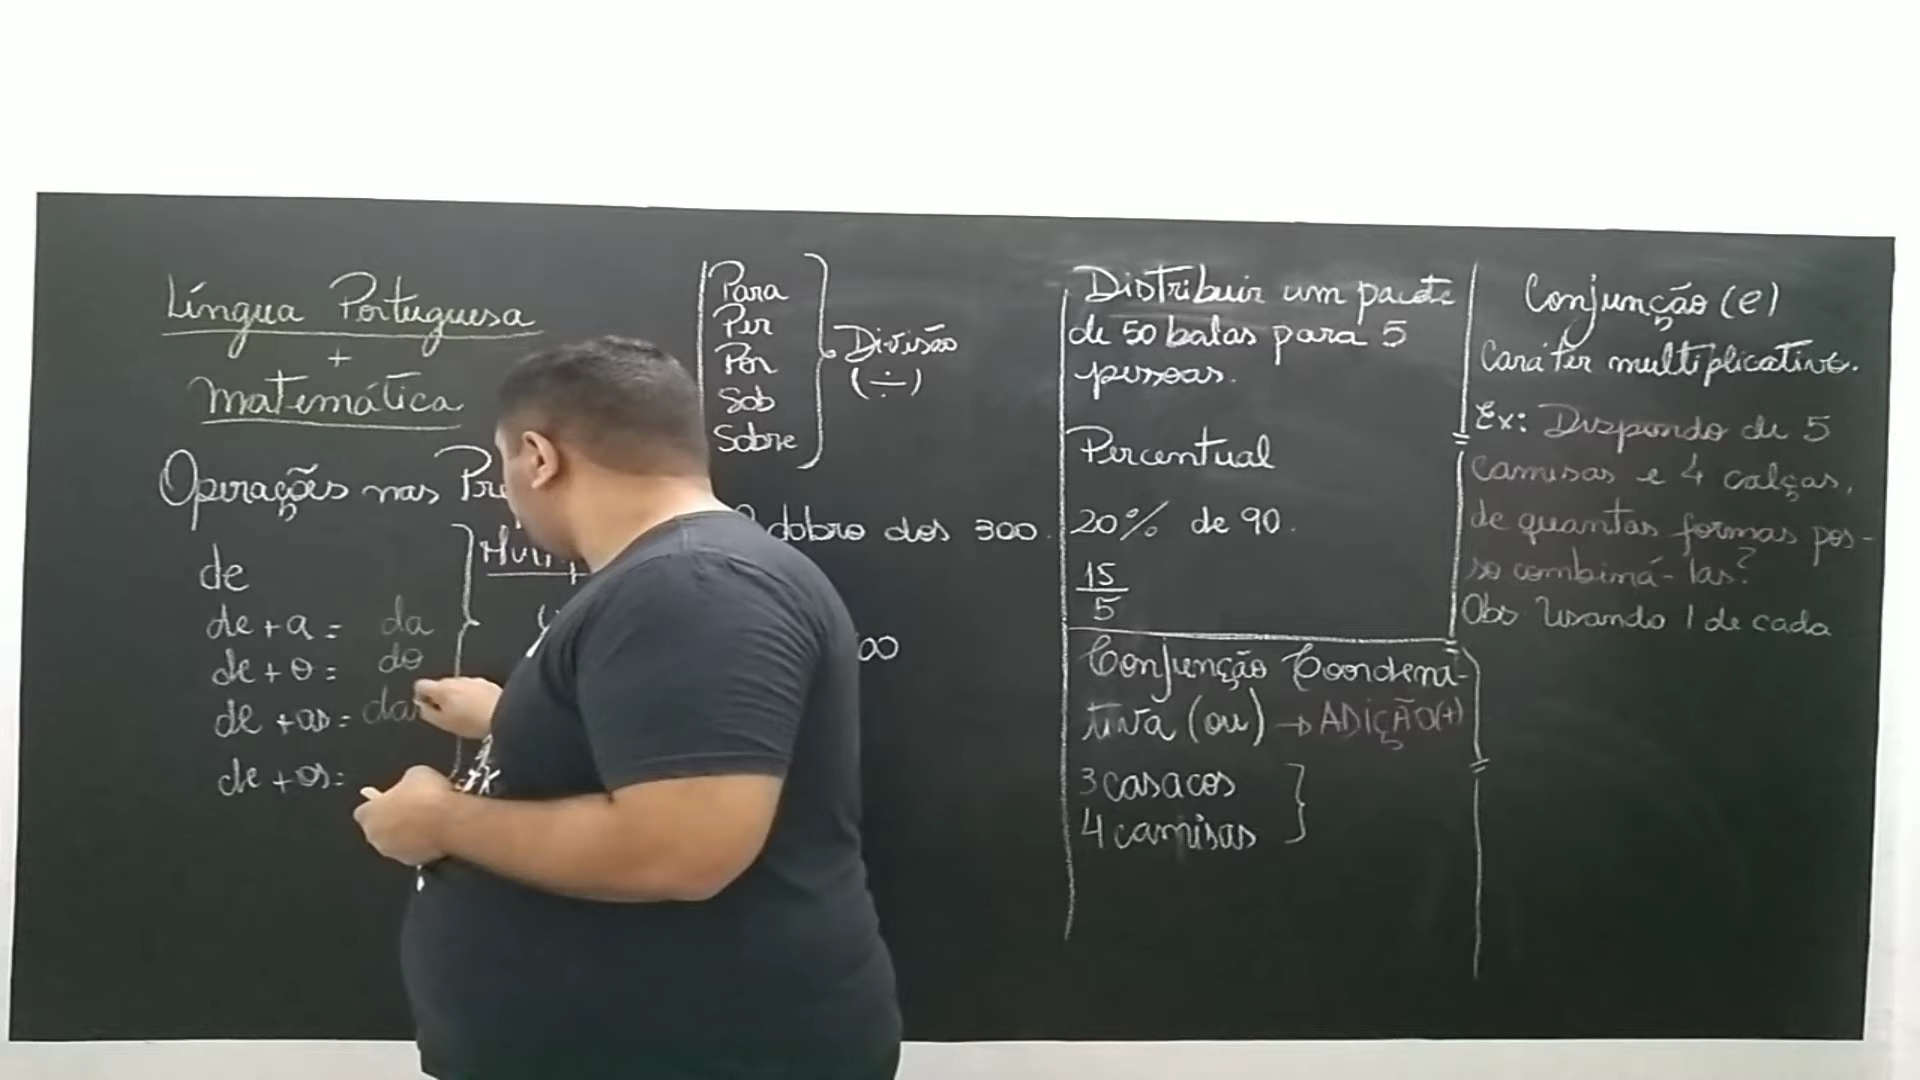 Língua Portuguesa
+
Matemática
Operações nas
de
de + a = da
de + o = do
de + as = das
de + os =
Para
Per
Por
Sob
Sobre
Divisão
(÷)
dobro dos 300.
00
Distribuir um pacote
de 50 balas para 5
pessoas.
Percentual
20% de 90.
15
5
Conjunção Coordena-
tiva (ou) → ADIÇÃO(+)
3 casacos
4 camisas
Conjunção (e)
Caráter multiplicativo.
Ex: Dispondo de 5
camisas e 4 calças,
de quantas formas pos-
so combiná-las?
Obs Usando 1 de cada